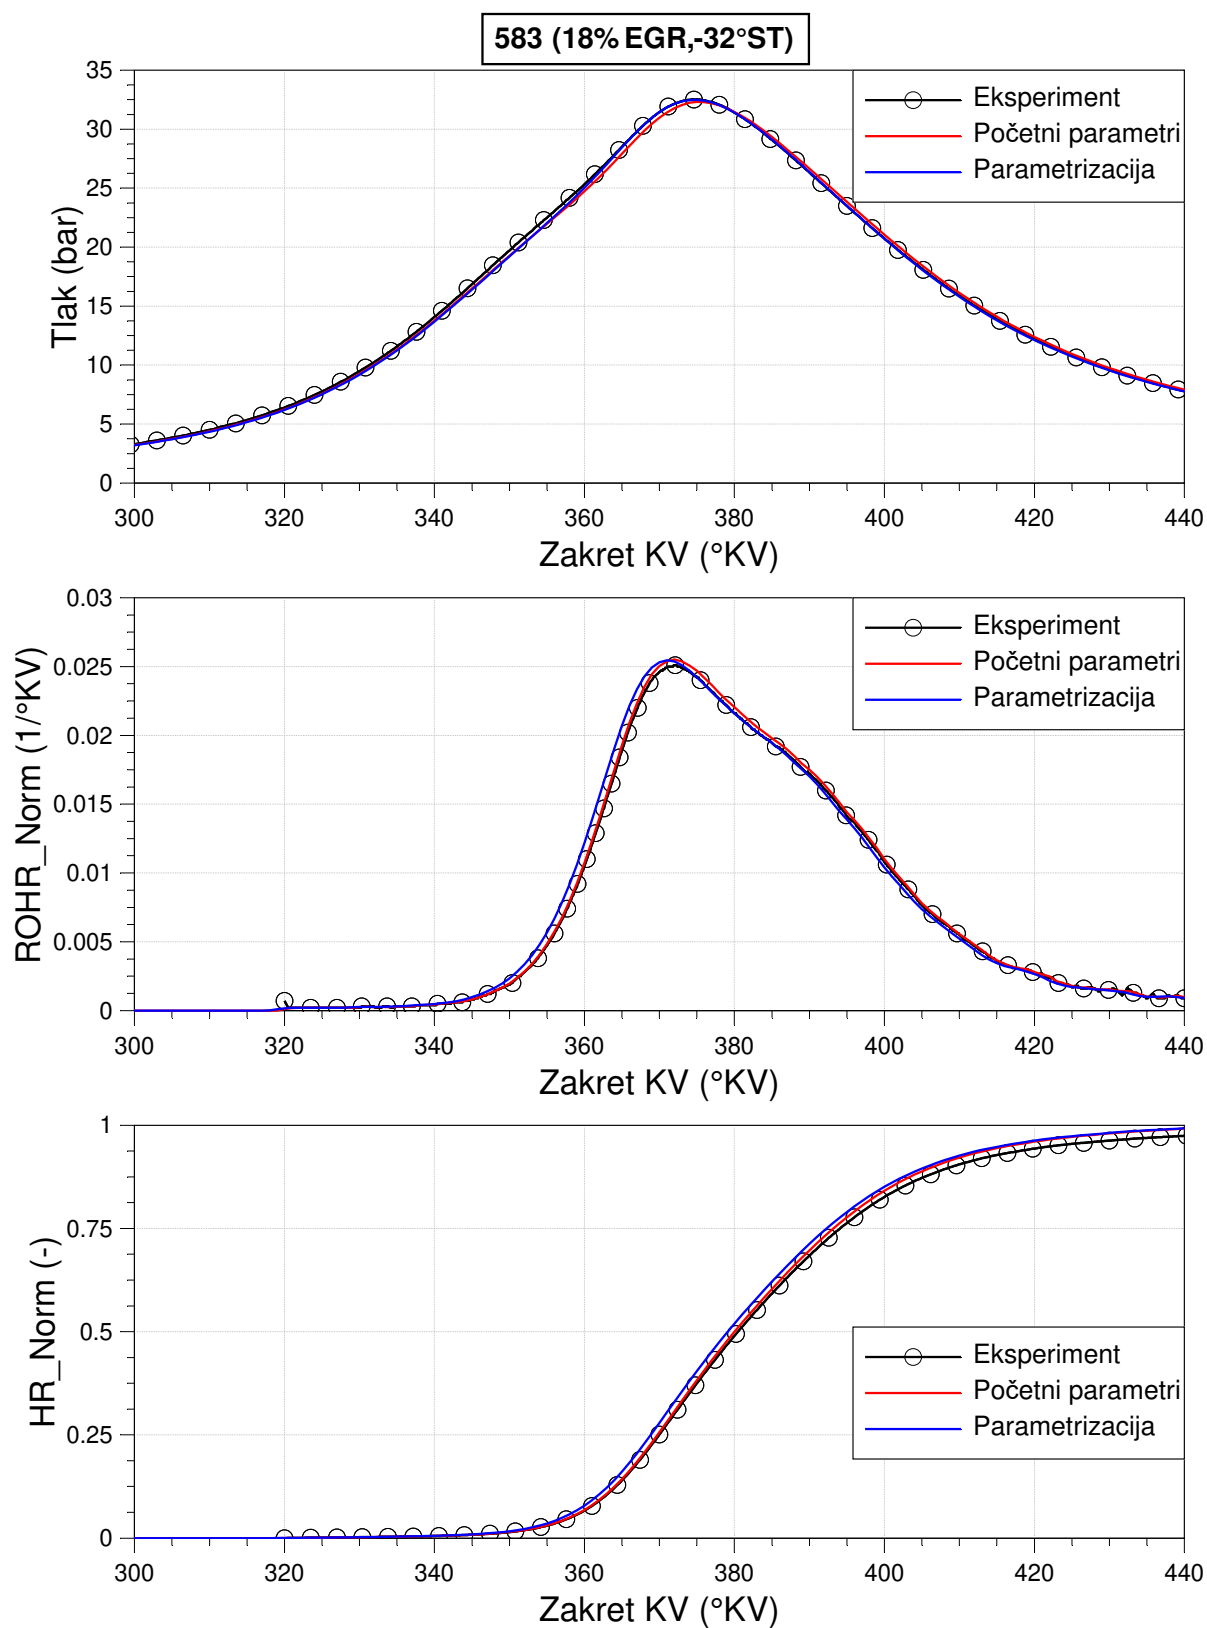 583 (18% EGR,-32°ST)
35
30
25
20
15
10
5
0
Tlak (bar)
Eksperiment
Početni parametri
Parametrizacija
300 320 340 360 380 400 420 440
Zakret KV (°KV)
0.03
0.025
0.02
0.015
0.01
0.005
0
ROHR_Norm (1/°KV)
Eksperiment
Početni parametri
Parametrizacija
300 320 340 360 380 400 420 440
Zakret KV (°KV)
1
0.75
0.5
0.25
0
HR_Norm (-)
Eksperiment
Početni parametri
Parametrizacija
300 320 340 360 380 400 420 440
Zakret KV (°KV)